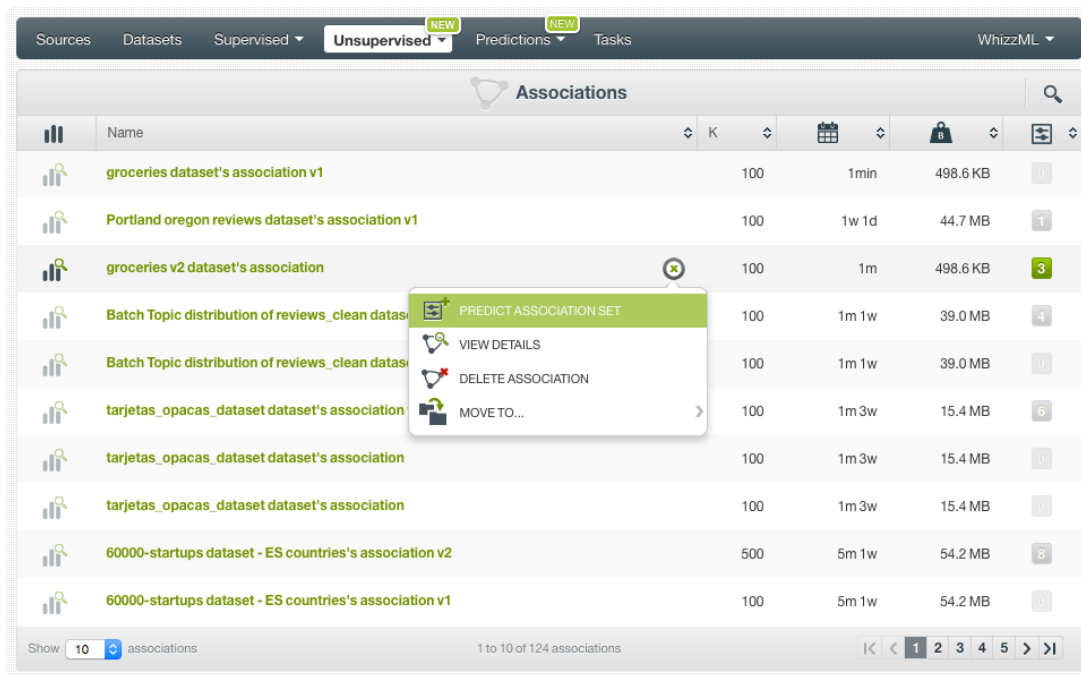 NEW NEW
Sources Datasets Supervised Unsupervised Predictions Tasks WhizzML
Associations
Name K B
groceries dataset's association v1 100 1min 498.6 KB 0
Portland oregon reviews dataset's association v1 100 1w 1d 44.7 MB 1
groceries v2 dataset's association 100 1m 498.6 KB 3
PREDICT ASSOCIATION SET
Batch Topic distribution of reviews_clean datas 100 1m 1w 39.0 MB 4
VIEW DETAILS
Batch Topic distribution of reviews_clean datas 100 1m 1w 39.0 MB 0
DELETE ASSOCIATION
tarjetas_opacas_dataset dataset's association 100 1m 3w 15.4 MB 6
MOVE TO...
tarjetas_opacas_dataset dataset's association 100 1m 3w 15.4 MB 0
tarjetas_opacas_dataset dataset's association 100 1m 3w 15.4 MB 0
60000-startups dataset - ES countries's association v2 500 5m 1w 54.2 MB 8
60000-startups dataset - ES countries's association v1 100 5m 1w 54.2 MB 0
Show 10 associations 1 to 10 of 124 associations 1 2 3 4 5